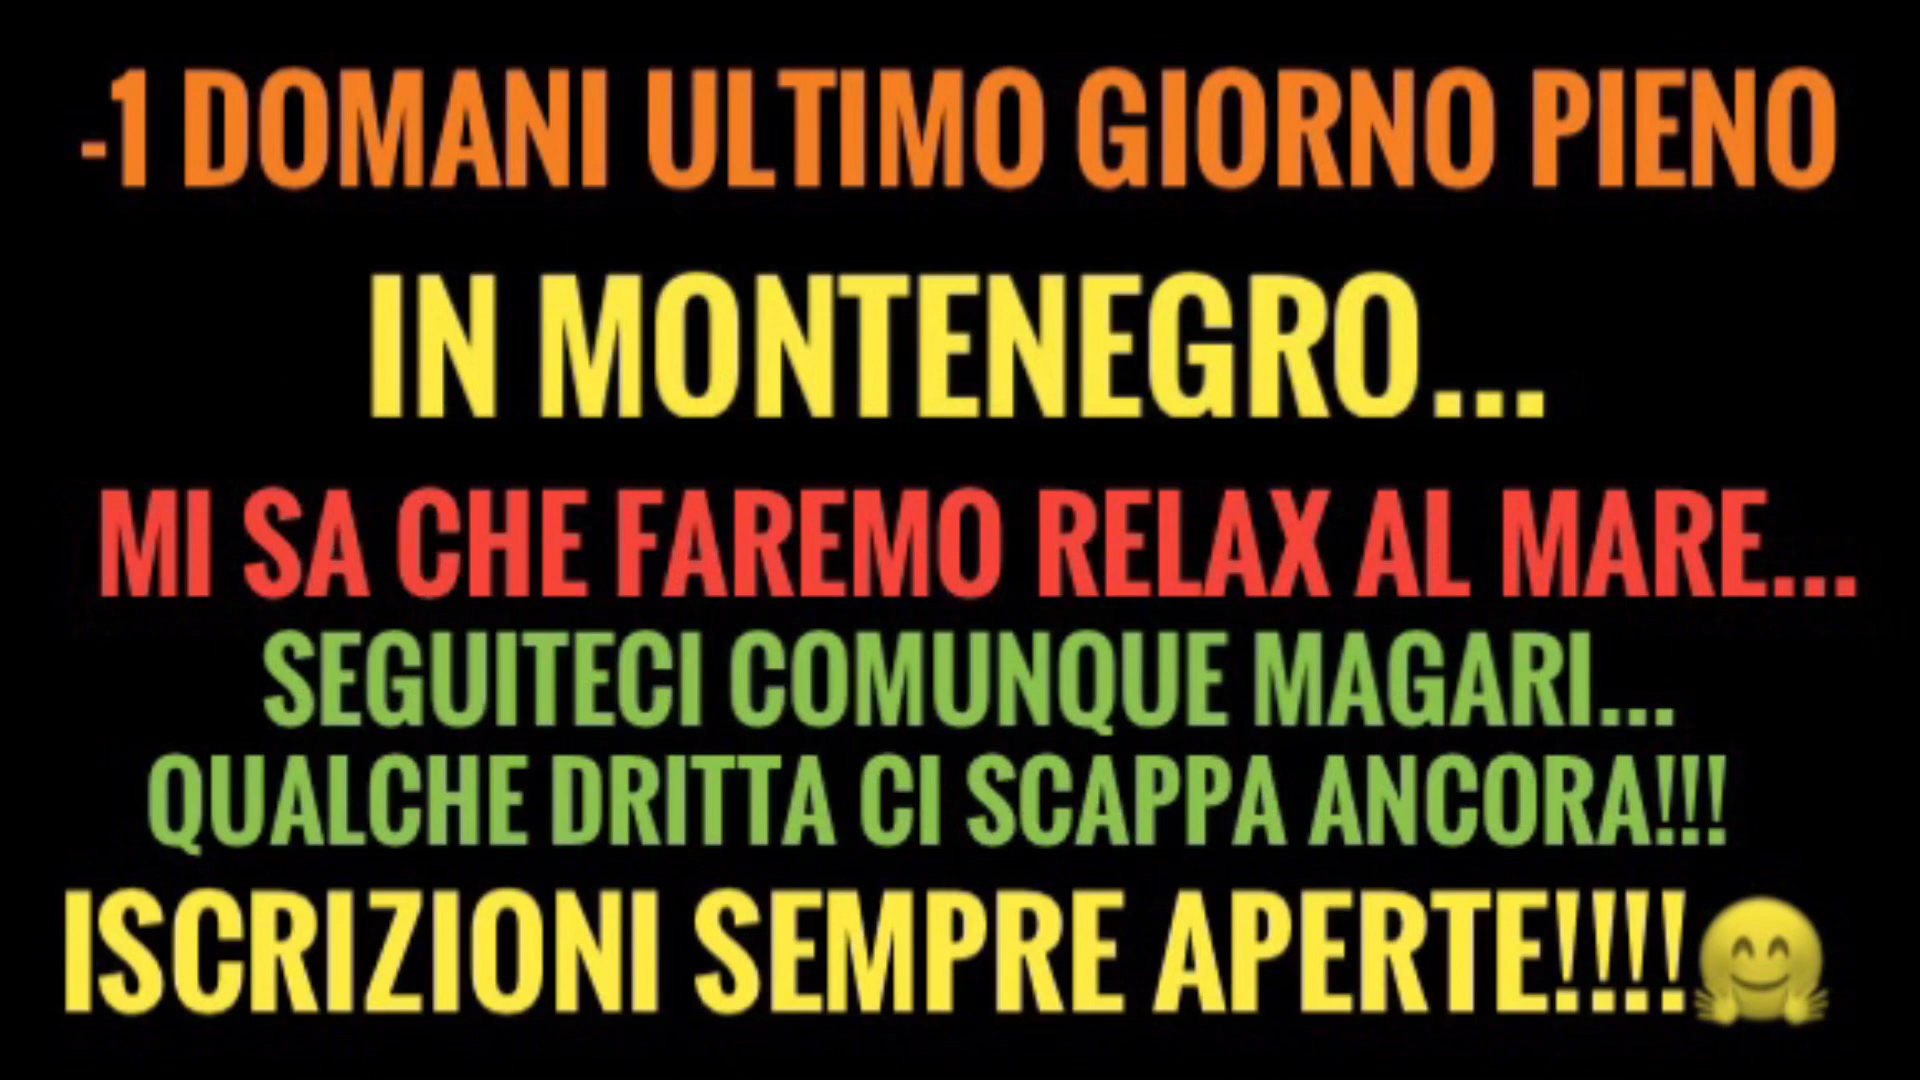 -1 DOMANI ULTIMO GIORNO PIENO
IN MONTENEGRO...
MI SA CHE FAREMO RELAX AL MARE...
SEGUITECI COMUNQUE MAGARI...
QUALCHE DRITTA CI SCAPPA ANCORA!!!
ISCRIZIONI SEMPRE APERTE!!!!🤗